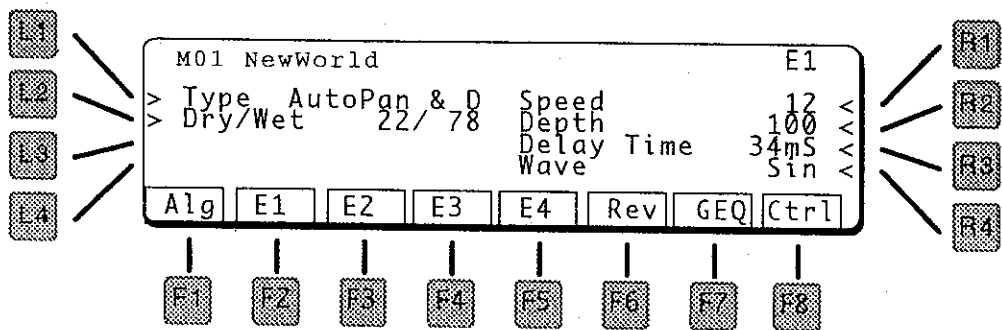 L1
L2
L3
L4
M01 NewWorld E1
> Type AutoPan & D Speed 12 <
> Dry/Wet 22/ 78 Depth 100 <
Delay Time 34mS <
Wave Sin <
Alg E1 E2 E3 E4 Rev GEQ Ctrl
F1 F2 F3 F4 F5 F6 F7 F8
R1
R2
R3
R4